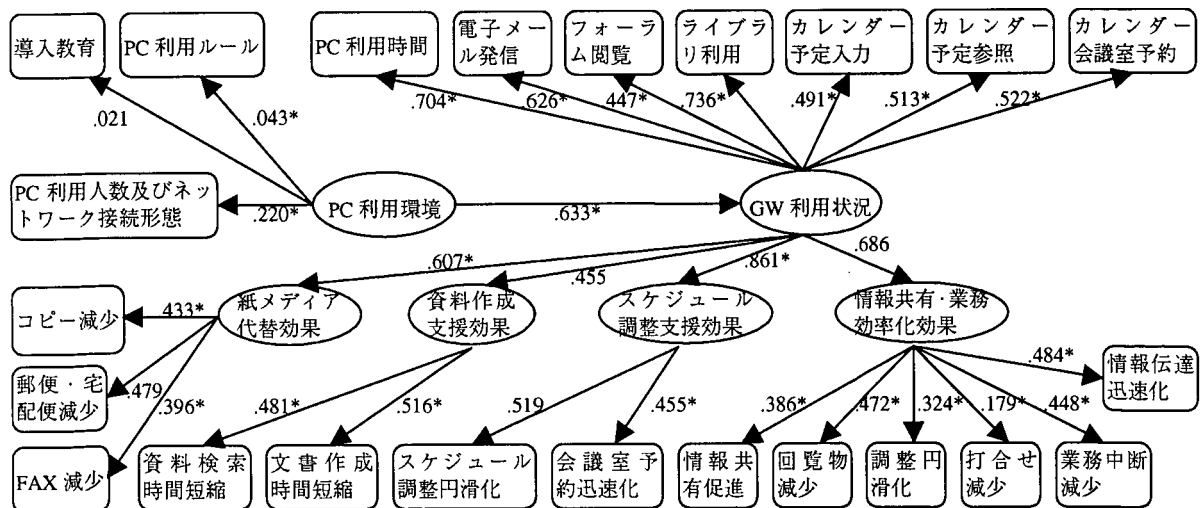 導入教育
PC 利用ルール
PC 利用時間
電子メー
ル発信
フォーラ
ム閲覧
ライブラ
リ利用
カレンダー
予定入力
カレンダー
予定参照
カレンダー
会議室予約
.021
.043*
.704*
.626*
.447*
.736*
.491*
.513*
.522*
PC 利用人数及びネッ
トワーク接続形態
.220*
PC 利用環境
.633*
GW 利用状況
.607*
.455
.861*
.686
コピー減少
.433*
紙メディア
代替効果
資料作成
支援効果
スケジュール
調整支援効果
情報共有・業務
効率化効果
郵便・宅
配便減少
.479
.396*
.481*
.516*
.519
.455*
.386*
.472*
.324*
.179*
.448*
.484*
情報伝達
迅速化
FAX 減少
資料検索
時間短縮
文書作成
時間短縮
スケジュール
調整円滑化
会議室予
約迅速化
情報共
有促進
回覧物
減少
調整円
滑化
打合せ
減少
業務中断
減少